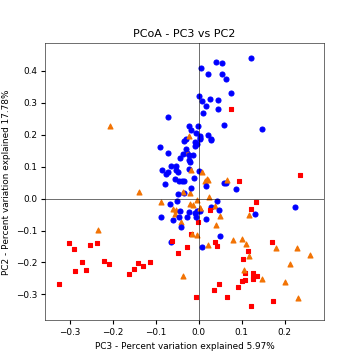 PCoA - PC3 vs PC2
PC2 - Percent variation explained 17.78%
0.4
0.3
0.2
0.1
0.0
−0.1
−0.2
−0.3
−0.3 −0.2 −0.1 0.0 0.1 0.2
PC3 - Percent variation explained 5.97%